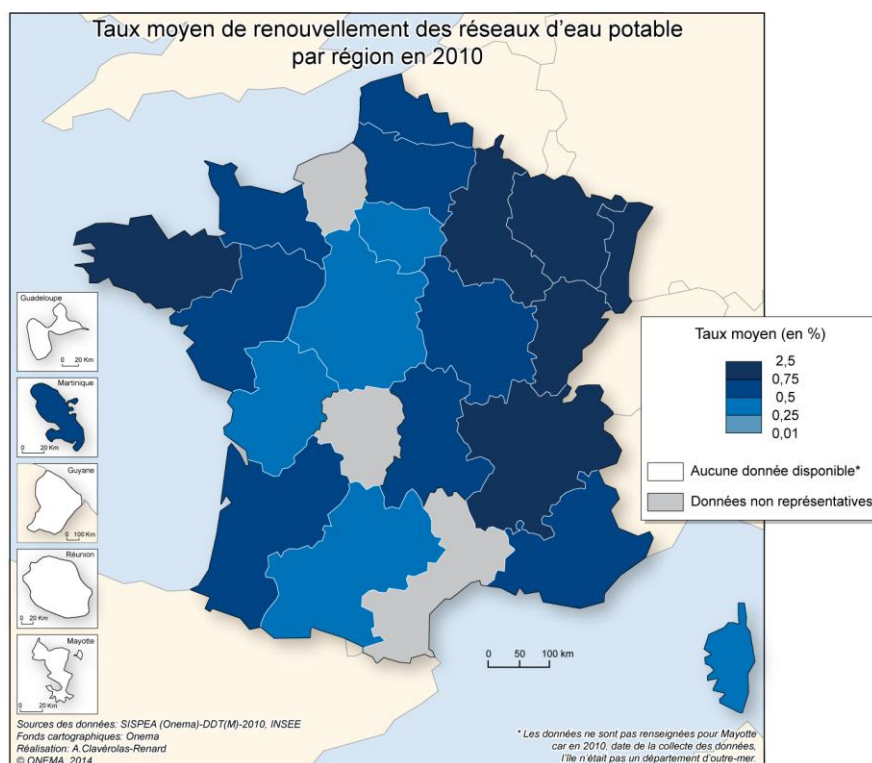 Taux moyen de renouvellement des réseaux d'eau potable
par région en 2010
Guadeloupe
0 20 Km
Martinique
0 20 Km
Guyane
0 100 Km
Réunion
0 20 Km
Mayotte
0 20 Km
Taux moyen (en %)
2,5
0,75
0,5
0,25
0,01
Aucune donnée disponible*
Données non représentatives
0 50 100 km
Sources des données: SISPEA (Onema)-DDT(M)-2010, INSEE
Fonds cartographiques: Onema
Réalisation: A.Clavérolas-Renard
© ONEMA, 2014
* Les données ne sont pas renseignées pour Mayotte
car en 2010, date de la collecte des données,
l'île n'était pas un département d'outre-mer.